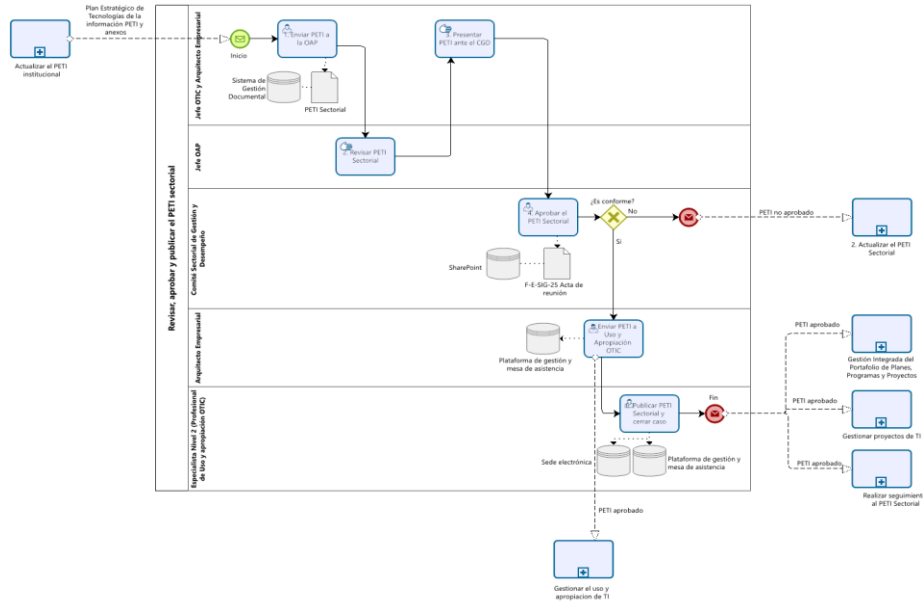 Plan Estratégico de
Tecnologías de la
información PETI y
anexos
Actualizar el PETI
institucional
Revisar, aprobar y publicar el PETI sectorial
Jefe OTIC y Arquitecto Empresarial
Inicio
1. Enviar PETI a
la OAP
Sistema de
Gestión
Documental
PETI Sectorial
3. Presentar
PETI ante el CGD
Jefe OAP
2. Revisar PETI
Sectorial
Comité Sectorial de Gestión y
Desempeño
4. Aprobar el
PETI Sectorial
¿Es conforme?
No
Si
SharePoint
F-E-SIG-25 Acta de
reunión
PETI no aprobado
2. Actualizar el PETI
Sectorial
Arquitecto Empresarial
Enviar PETI a
Uso y
Apropiación
OTIC
Plataforma de gestión y
mesa de asistencia
Especialista Nivel 2 (Profesional
de Uso y apropiación OTIC)
Publicar PETI
Sectorial y
cerrar caso
Fin
Sede electrónica
Plataforma de gestión y
mesa de asistencia
PETI aprobado
Gestión Integrada del
Portafolio de Planes,
Programas y Proyectos
PETI aprobado
Gestionar proyectos de TI
PETI aprobado
Realizar seguimient
al PETI Sectorial
PETI aprobado
Gestionar el uso y
apropiacion de TI